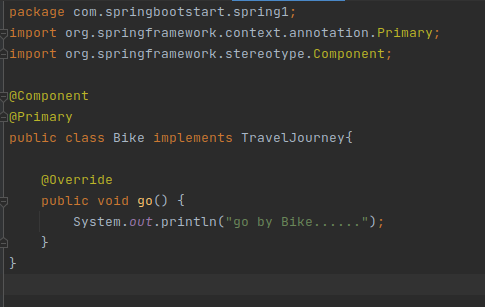 package com.springbootstart.spring1;
import org.springframework.context.annotation.Primary;
import org.springframework.stereotype.Component;
@Component
@Primary
public class Bike implements TravelJourney{
@Override
public void go() {
System.out.println("go by Bike......");
}
}